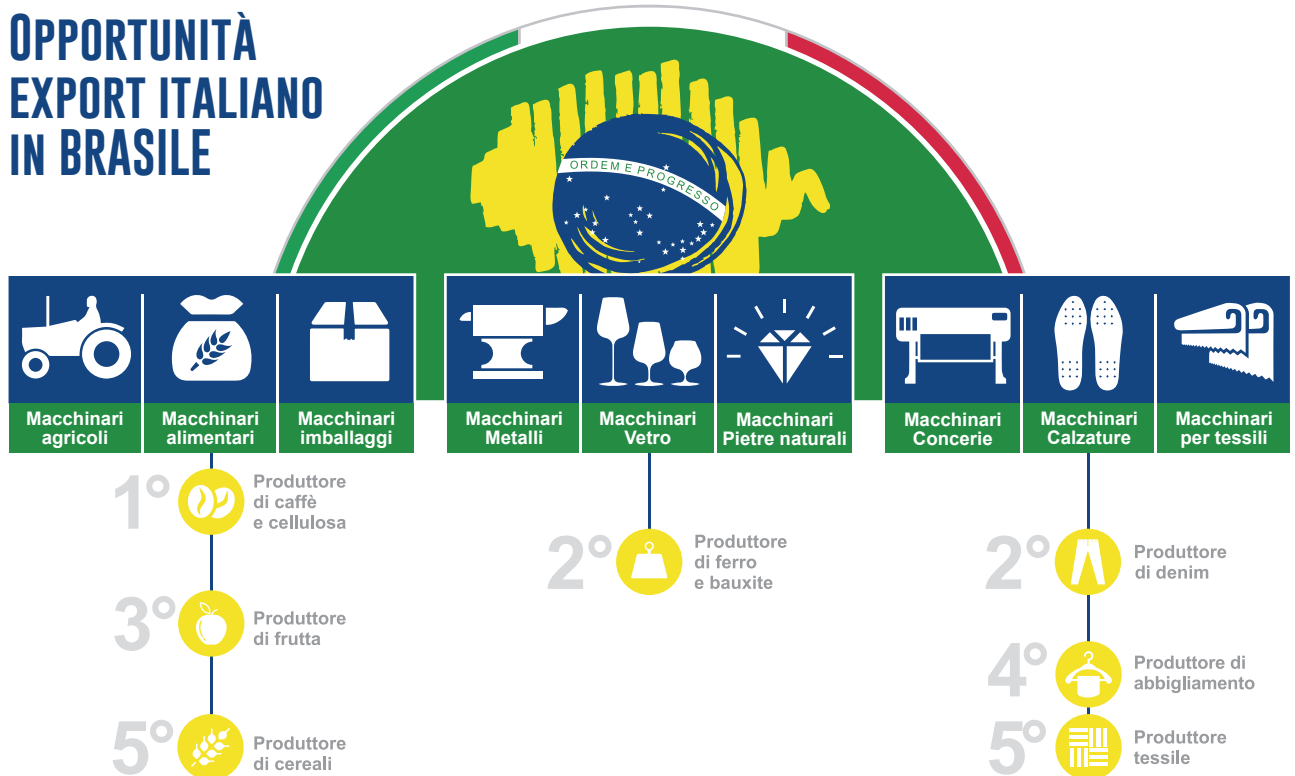 OPPORTUNITÀ
EXPORT ITALIANO
IN BRASILE
ORDEM E PROGRESSO
Macchinari
agricoli
Macchinari
alimentari
Macchinari
imballaggi
Macchinari
Metalli
Macchinari
Vetro
Macchinari
Pietre naturali
Macchinari
Concerie
Macchinari
Calzature
Macchinari
per tessili
1°
Produttore
di caffè
e cellulosa
3°
Produttore
di frutta
5°
Produttore
di cereali
2°
Produttore
di ferro
e bauxite
2°
Produttore
di denim
4°
Produttore di
abbigliamento
5°
Produttore
tessile